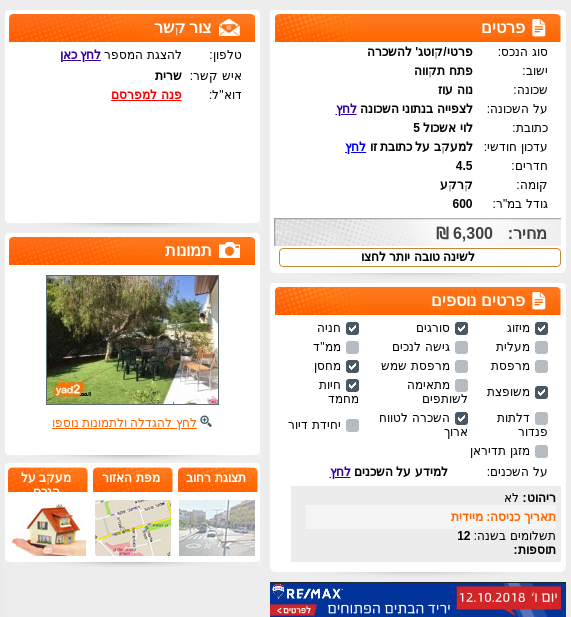 פרטים
סוג הנכס: פרטי/קוטג' להשכרה
ישוב: פתח תקווה
שכונה: נוה עוז
על השכונה: לצפייה בנתוני השכונה לחץ
כתובת: לוי אשכול 5
עדכון חודשי: למעקב על כתובת זו לחץ
חדרים: 4.5
קומה: קרקע
גודל במ"ר: 600
מחיר: 6,300 ₪
לשינה טובה יותר לחצו
פרטים נוספים
מיזוג סורגים חניה
מעלית גישה לנכים ממ"ד
מרפסת מרפסת שמש מחסן
משופצת מתאימה לשותפים חיות מחמד
דלתות פנדור השכרה לטווח ארוך יחידת דיור
מזגן תדיראן
על השכנים: למידע על השכנים לחץ
ריהוט: לא
תאריך כניסה: מיידית
תשלומים בשנה: 12
תוספות:
RE/MAX
יריד הבתים הפתוחים
יום ו' 12.10.2018
לפרטים >
צור קשר
טלפון: להצגת המספר לחץ כאן
איש קשר: שרית
דוא"ל: פנה למפרסם
תמונות
yad2
לחץ להגדלה ולתמונות נוספו
תצוגת רחוב
מפת האזור
מעקב על
הנכס